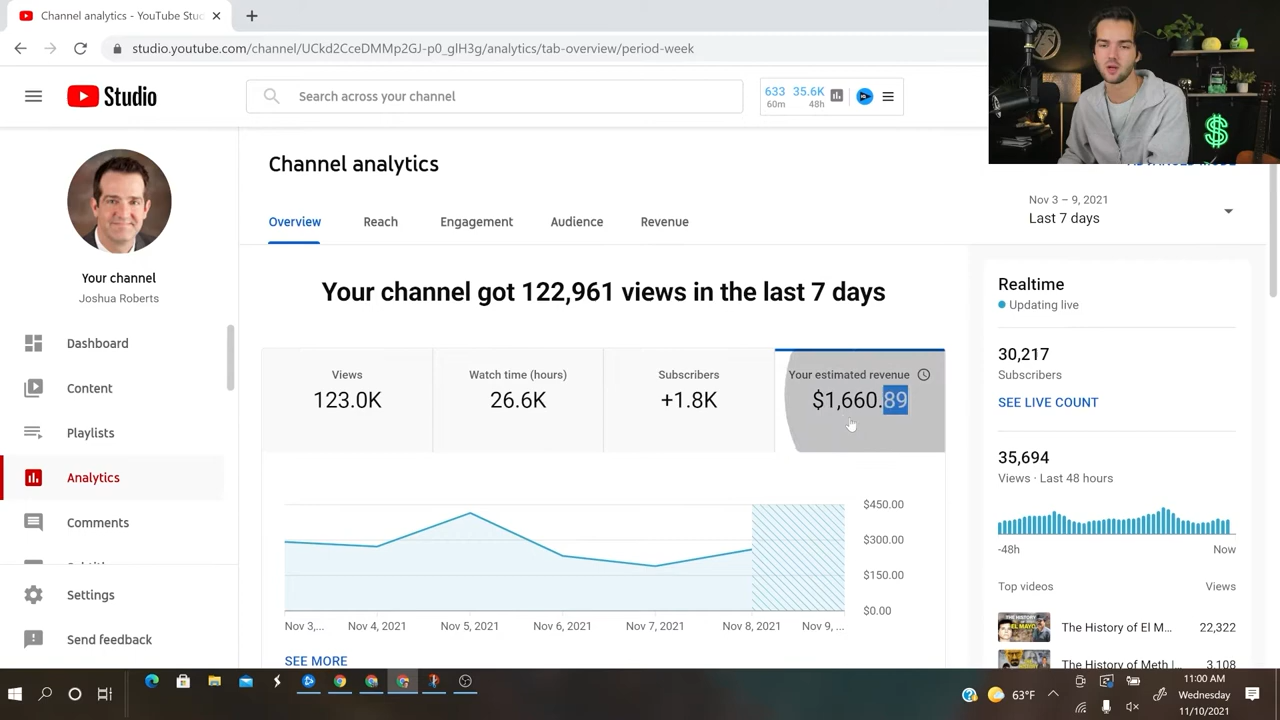 Channel analytics - YouTube Stud
studio.youtube.com/channel/UCkd2CceDMMp2GJ-p0_gIH3g/analytics/tab-overview/period-week
Studio
Search across your channel
633 35.6K
60m 48h
Your channel
Joshua Roberts
Dashboard
Content
Playlists
Analytics
Comments
Settings
Send feedback
Channel analytics
Nov 3 – 9, 2021
Last 7 days
Overview Reach Engagement Audience Revenue
Your channel got 122,961 views in the last 7 days
Views
123.0K
Watch time (hours)
26.6K
Subscribers
+1.8K
Your estimated revenue
$1,660.89
$450.00
$300.00
$150.00
$0.00
Nov 3, Nov 4, 2021 Nov 5, 2021 Nov 6, 2021 Nov 7, 2021 Nov 8, 2021 Nov 9, ...
SEE MORE
Realtime
Updating live
30,217
Subscribers
SEE LIVE COUNT
35,694
Views · Last 48 hours
-48h Now
Top videos Views
The History of El M... 22,322
The History of Meth |... 3,108
63°F
11:00 AM
Wednesday
11/10/2021